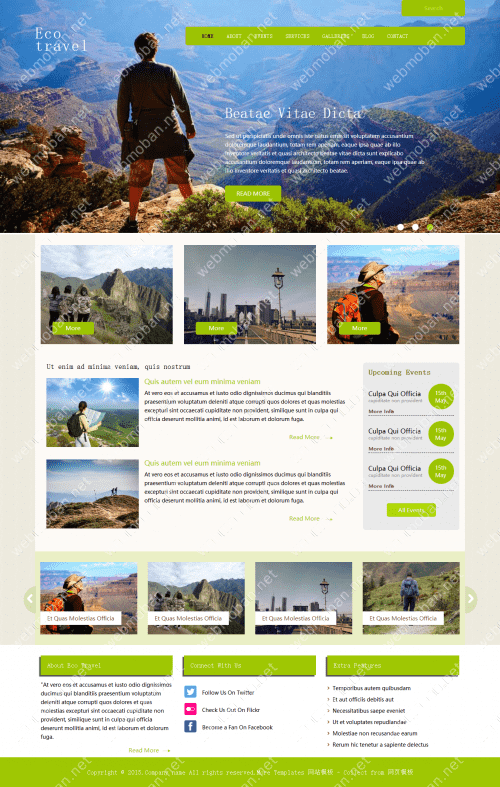 Search
Eco
travel
HOME ABOUT EVENTS SERVICES GALLERIES BLOG CONTACT
Beatae Vitae Dicta
Sed ut perspiciatis unde omnis iste natus error sit voluptatem accusantium
doloremque laudantium, totam rem aperiam, eaque ipsa quae ab illo
inventore veritatis et quasi architecto beatae vitae dicta sunt explicabo
accusantium doloremque laudantium, totam rem aperiam, eaque ipsa quae ab
illo inventore veritatis et quasi architecto beatae.
READ MORE
More
More
More
Ut enim ad minima veniam, quis nostrum
Quis autem vel eum minima veniam
At vero eos et accusamus et iusto odio dignissimos ducimus qui blanditiis
praesentium voluptatum deleniti atque corrupti quos dolores et quas molestias
excepturi sint occaecati cupiditate non provident, similique sunt in culpa qui
officia deserunt mollitia animi, id est laborum et dolorum fuga.
Read More
Quis autem vel eum minima veniam
At vero eos et accusamus et iusto odio dignissimos ducimus qui blanditiis
praesentium voluptatum deleniti atque corrupti quos dolores et quas molestias
excepturi sint occaecati cupiditate non provident, similique sunt in culpa qui
officia deserunt mollitia animi, id est laborum et dolorum fuga.
Read More
Upcoming Events
Culpa Qui Officia
cupiditate non provident
More Info
15th
May
Culpa Qui Officia
cupiditate non provident
More Info
15th
May
Culpa Qui Officia
cupiditate non provident
More Info
15th
May
All Events
Et Quas Molestias Officia
Et Quas Molestias Officia
Et Quas Molestias Officia
Et Quas Molestias Officia
About Eco Travel
"At vero eos et accusamus et iusto odio dignissimos
ducimus qui blanditiis praesentium voluptatum
deleniti atque corrupti quos dolores et quas
molestias excepturi sint occaecati cupiditate non
provident, similique sunt in culpa qui officia deserunt
mollitia animi, id est laborum et dolorum
fuga.
Read More
Connect With Us
Follow Us On Twitter
Check Us Out On Flickr
Become a Fan On Facebook
Extra Features
Temporibus autem quibusdam
Et aut officiis debitis aut
Necessitatibus saepe eveniet
Ut et voluptates repudiandae
Molestiae non recusandae earum
Rerum hic tenetur a sapiente delectus
Copyright © 2015.Company name All rights reserved.More Templates 网站模板 - Collect from 网页模板
webmoban.net